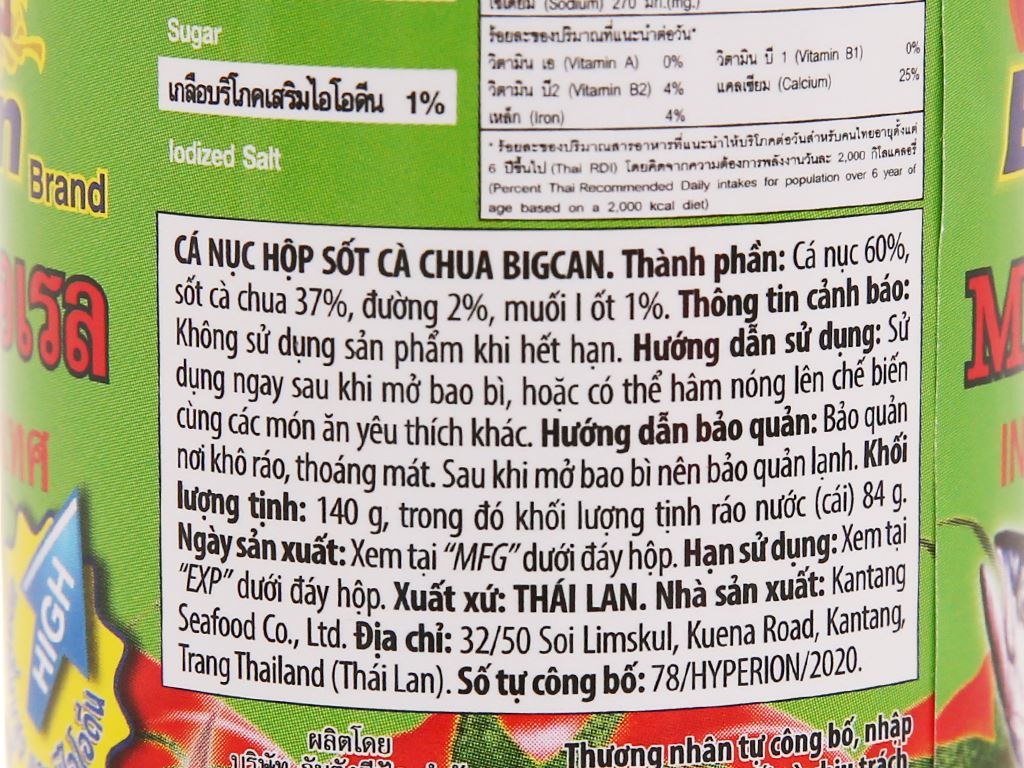 โซเดียม (Sodium) 270 มก.(mg.)
Sugar
เกลือบริโภคเสริมไอโอดีน 1%
Iodized Salt
Brand
ร้อยละของปริมาณที่แนะนำต่อวัน*
วิตามิน เอ (Vitamin A) 0% วิตามิน บี 1 (Vitamin B1) 0%
วิตามิน บี2 (Vitamin B2) 4% แคลเซียม (Calcium) 25%
เหล็ก (Iron) 4%
* ร้อยละของปริมาณสารอาหารที่แนะนำให้บริโภคต่อวันสำหรับคนไทยอายุตั้งแต่
6 ปีขึ้นไป (Thai RDI) โดยคิดจากความต้องการพลังงานวันละ 2,000 กิโลแคลอรี่
(Percent Thai Recommended Daily intakes for population over 6 year of
age based on a 2,000 kcal diet)
CÁ NỤC HỘP SỐT CÀ CHUA BIGCAN. Thành phần: Cá nục 60%,
sốt cà chua 37%, đường 2%, muối I ốt 1%. Thông tin cảnh báo:
Không sử dụng sản phẩm khi hết hạn. Hướng dẫn sử dụng: Sử
dụng ngay sau khi mở bao bì, hoặc có thể hâm nóng lên chế biến
cùng các món ăn yêu thích khác. Hướng dẫn bảo quản: Bảo quản
nơi khô ráo, thoáng mát. Sau khi mở bao bì nên bảo quản lạnh. Khối
lượng tịnh: 140 g, trong đó khối lượng tịnh ráo nước (cái) 84 g.
Ngày sản xuất: Xem tại "MFG" dưới đáy hộp. Hạn sử dụng: Xem tại
"EXP" dưới đáy hộp. Xuất xứ: THÁI LAN. Nhà sản xuất: Kantang
Seafood Co., Ltd. Địa chỉ: 32/50 Soi Limskul, Kuena Road, Kantang,
Trang Thailand (Thái Lan). Số tự công bố: 78/HYPERION/2020.
HIGH
ผลิตโดย
Thương nhân tự công bố, nhập